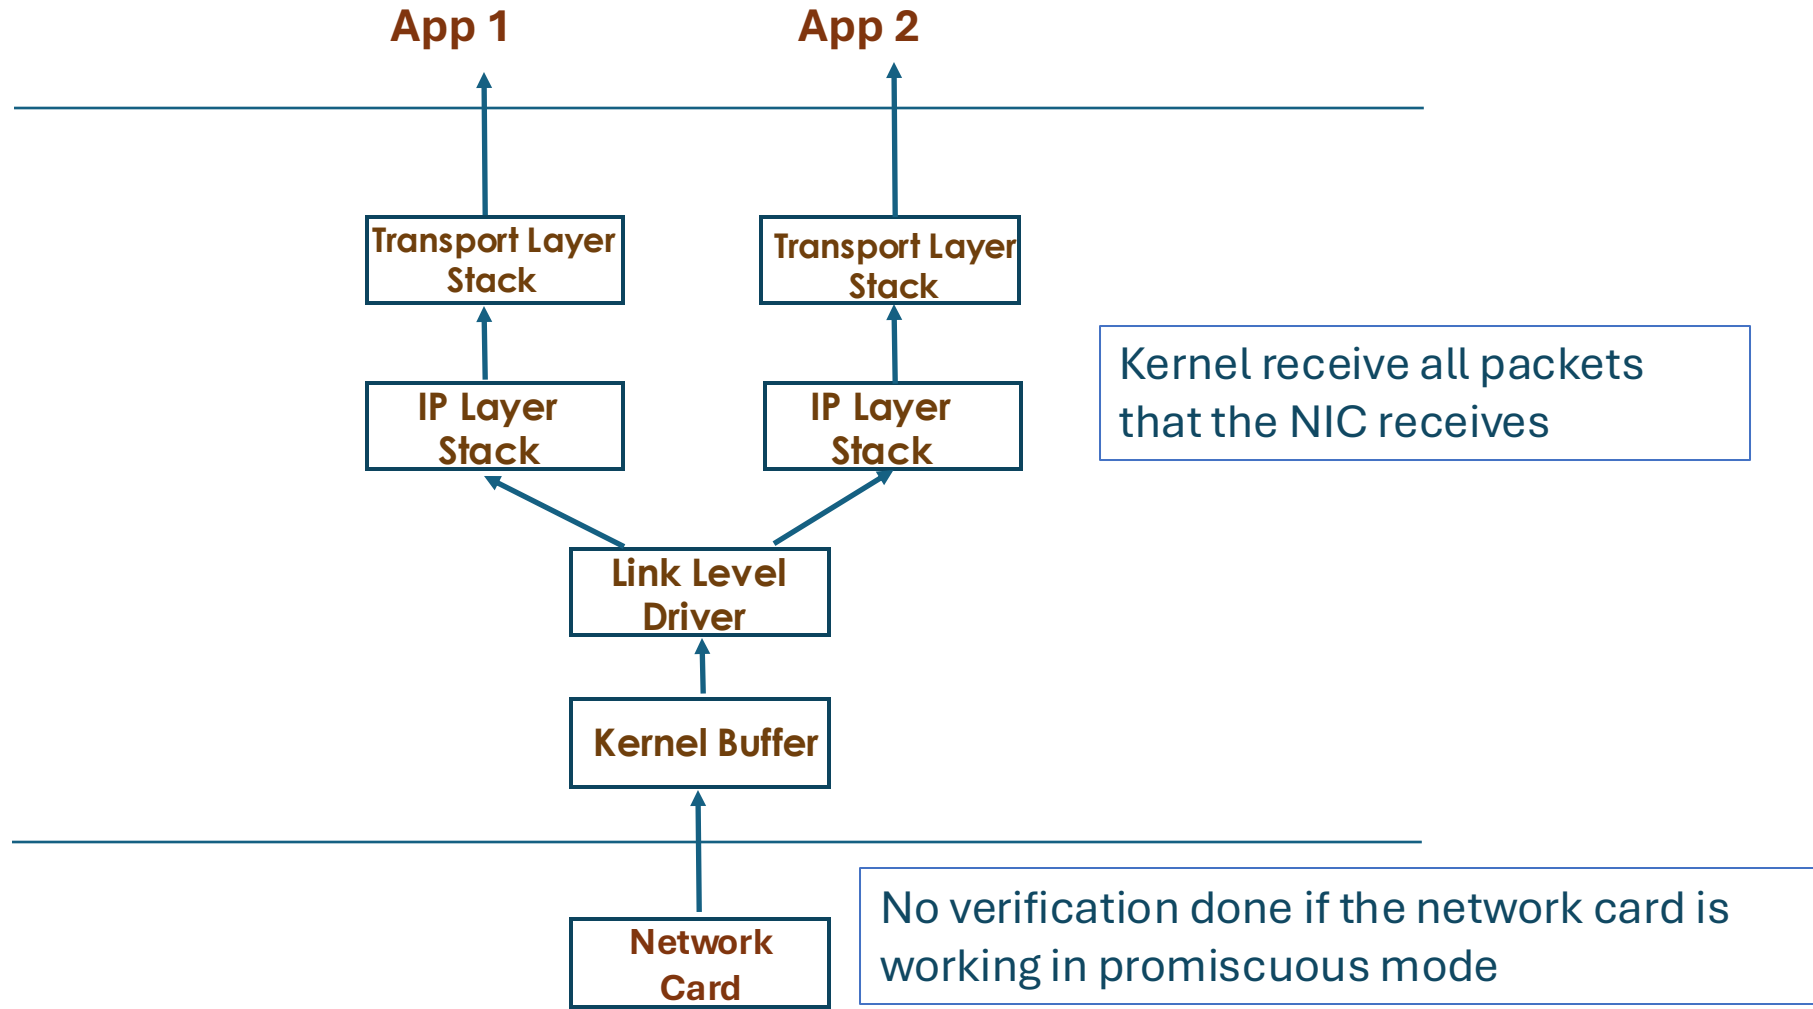 App 1
App 2
Transport Layer
Stack
Transport Layer
Stack
IP Layer
Stack
IP Layer
Stack
Kernel receive all packets
that the NIC receives
Link Level
Driver
Kernel Buffer
Network
Card
No verification done if the network card is
working in promiscuous mode